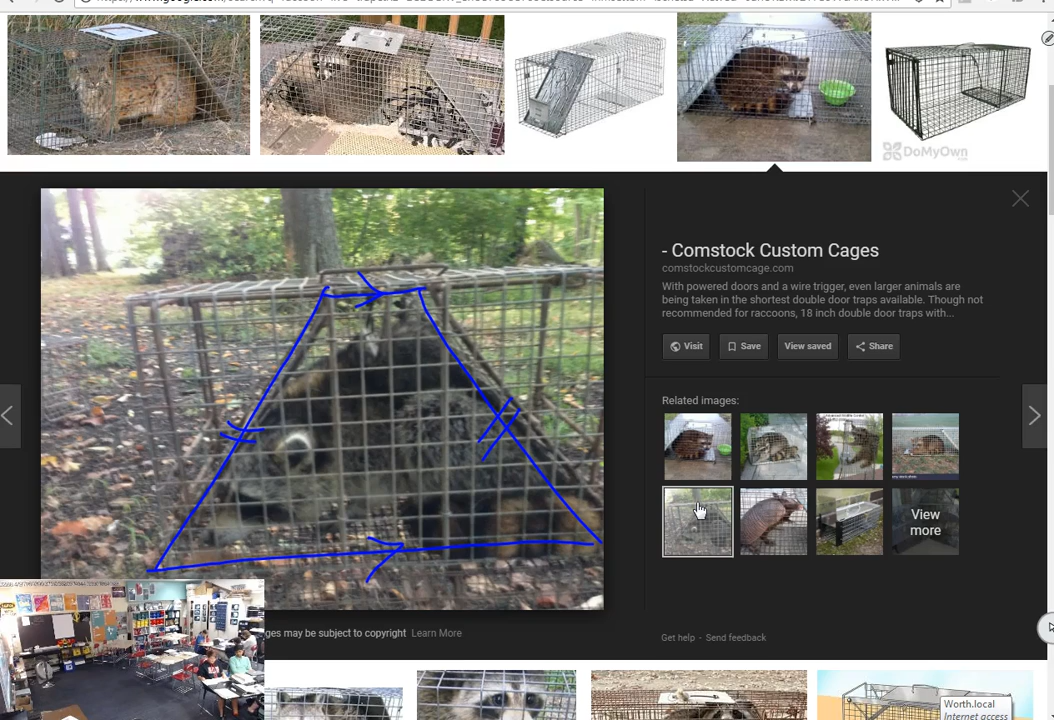 DoMyOwn
- Comstock Custom Cages
comstockcustomcage.com
With powered doors and a wire trigger, even larger animals are
being taken in the shortest double door traps available. Though not
recommended for raccoons, 18 inch double door traps with...
Visit
Save
View saved
Share
Related images:
View
more
ges may be subject to copyright Learn More
Get help - Send feedback
Worth.local
Internet access